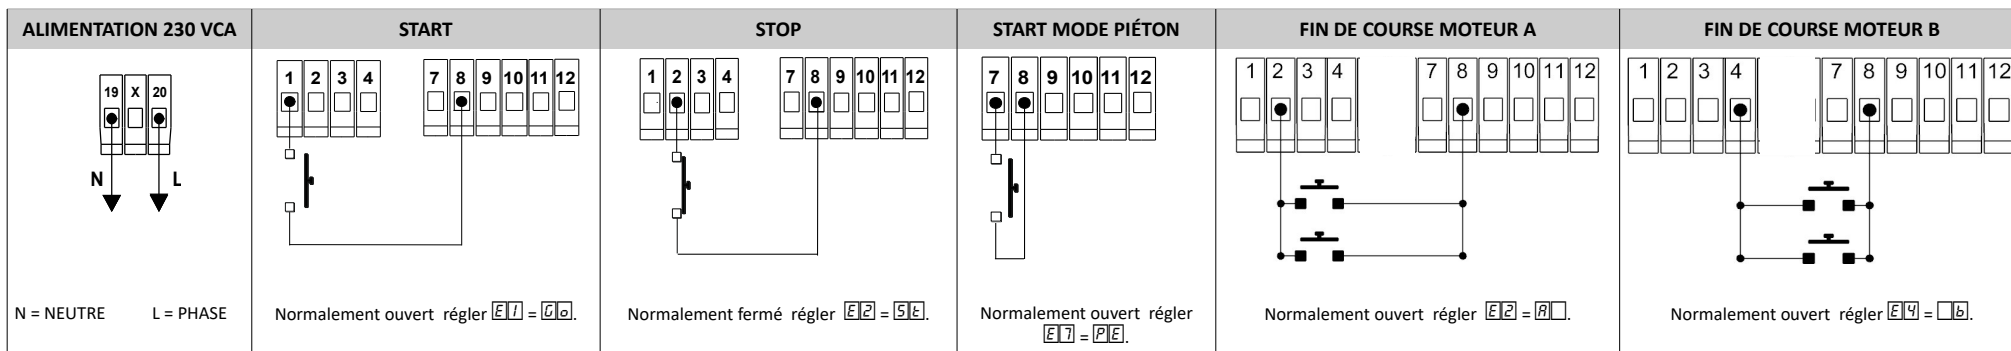 ALIMENTATION 230 VCA
19 X 20
N L
N = NEUTRE L = PHASE
START
1 2 3 4 7 8 9 10 11 12
Normalement ouvert régler E1 = Go.
STOP
1 2 3 4 7 8 9 10 11 12
Normalement fermé régler E2 = St.
START MODE PIÉTON
7 8 9 10 11 12
Normalement ouvert régler
E7 = PE.
FIN DE COURSE MOTEUR A
1 2 3 4 7 8 9 10 11 12
Normalement ouvert régler E2 = A .
FIN DE COURSE MOTEUR B
1 2 3 4 7 8 9 10 11 12
Normalement ouvert régler E4 = b.